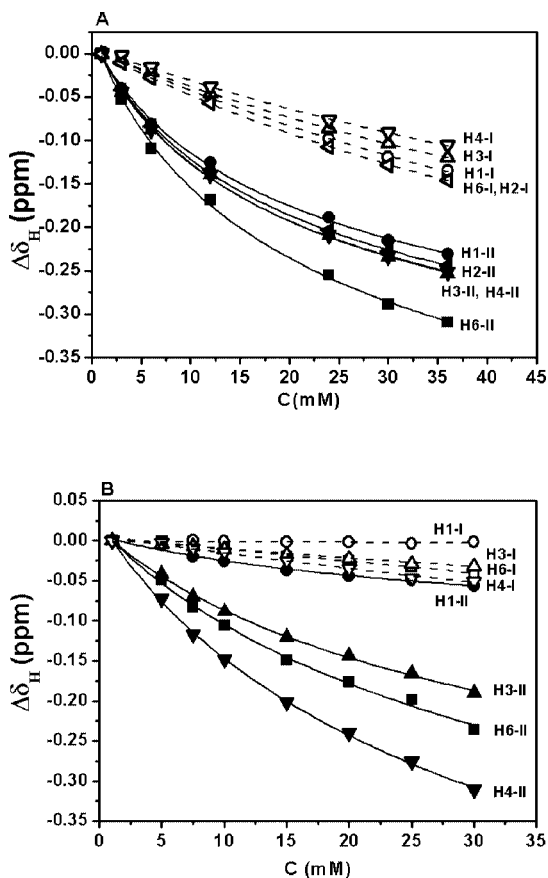 A
0.00
-0.05
-0.10
-0.15
-0.20
-0.25
-0.30
-0.35
ΔδH (ppm)
H4-I
H3-I
H1-I
H6-I, H2-I
H1-II
H2-II
H3-II, H4-II
H6-II
0 5 10 15 20 25 30 35 40 45
C (mM)
B
0.05
0.00
-0.05
-0.10
-0.15
-0.20
-0.25
-0.30
-0.35
ΔδH (ppm)
H1-I
H3-I
H6-I
H4-I
H1-II
H3-II
H6-II
H4-II
5 10 15 20 25 30
C (mM)